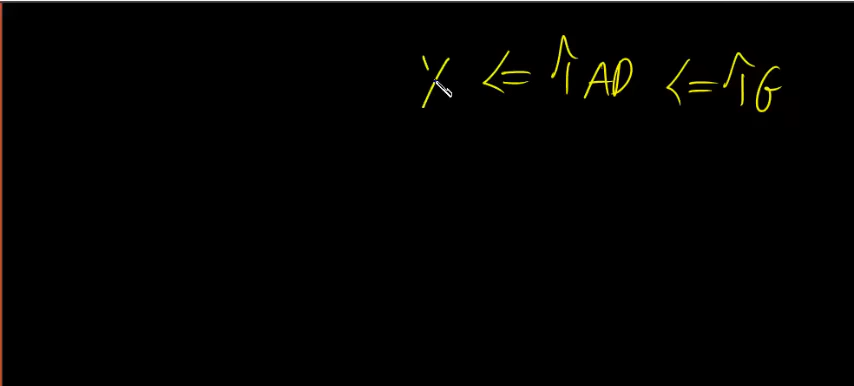 X <= ↑AD <= ↑G